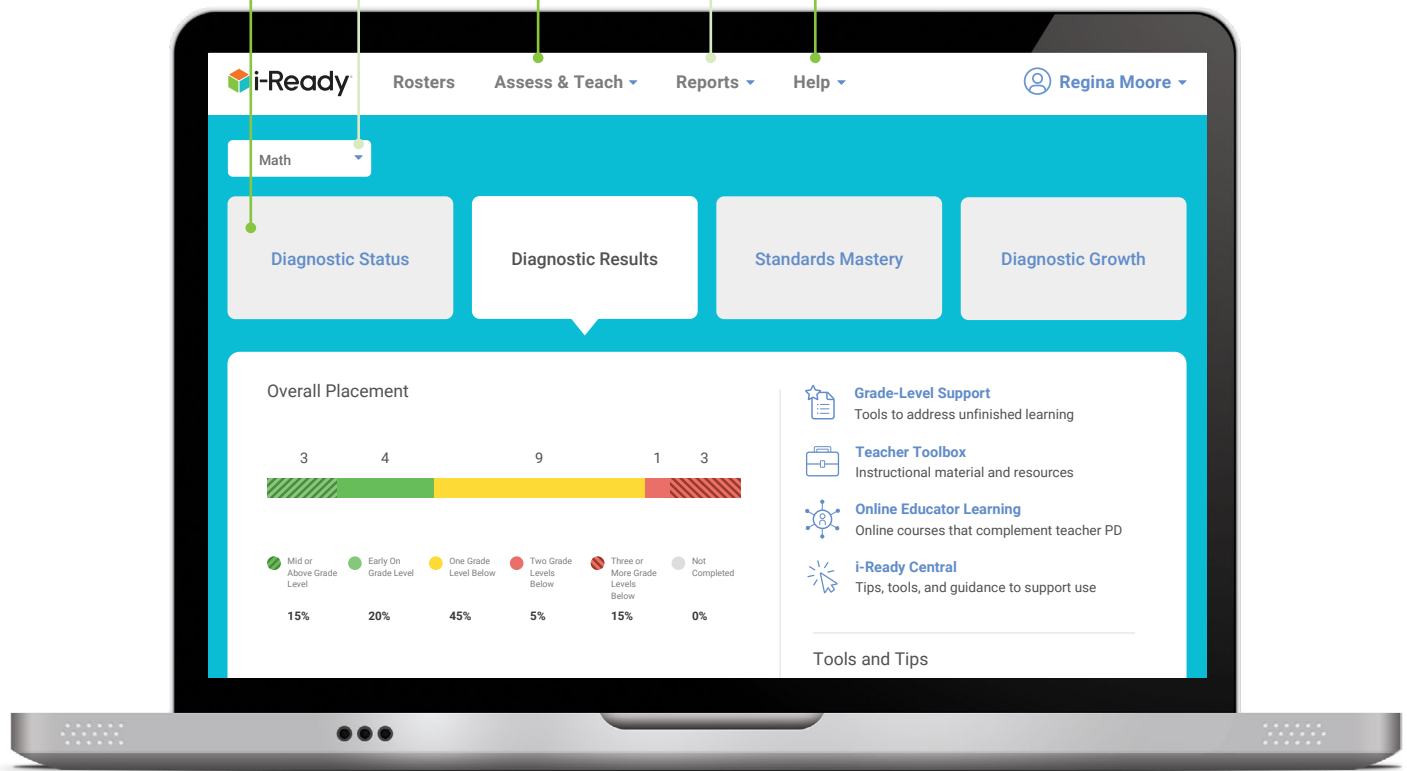 i-Ready Rosters Assess & Teach Reports Help Regina Moore
Math
Diagnostic Status Diagnostic Results Standards Mastery Diagnostic Growth
Overall Placement
3 4 9 1 3
Mid or
Above Grade
Level
15%
Early On
Grade Level
20%
One Grade
Level Below
45%
Two Grade
Levels
Below
5%
Three or
More Grade
Levels
Below
15%
Not
Completed
0%
Grade-Level Support
Tools to address unfinished learning
Teacher Toolbox
Instructional material and resources
Online Educator Learning
Online courses that complement teacher PD
i-Ready Central
Tips, tools, and guidance to support use
Tools and Tips